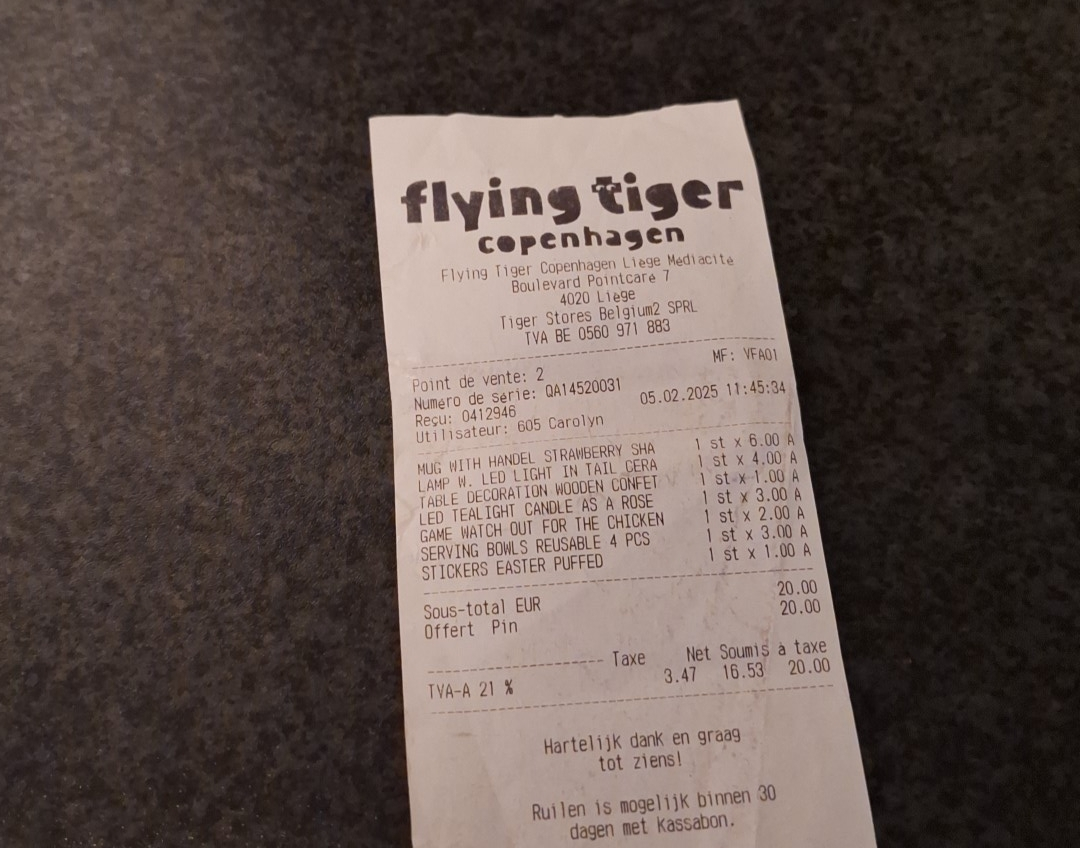 flying tiger
copenhagen
Flying Tiger Copenhagen Liege Mediacite
Boulevard Pointcare 7
4020 Liege
Tiger Stores Belgium2 SPRL
TVA BE 0560 971 883
MF: VFA01
Point de vente: 2
Numero de serie: QA14520031
Reçu: 0412946 05.02.2025 11:45:34
Utilisateur: 605 Carolyn
MUG WITH HANDEL STRAWBERRY SHA 1 st x 6.00 A
LAMP W. LED LIGHT IN TAIL CERA 1 st x 4.00 A
TABLE DECORATION WOODEN CONFET 1 st x 1.00 A
LED TEALIGHT CANDLE AS A ROSE 1 st x 3.00 A
GAME WATCH OUT FOR THE CHICKEN 1 st x 2.00 A
SERVING BOWLS REUSABLE 4 PCS 1 st x 3.00 A
STICKERS EASTER PUFFED 1 st x 1.00 A
Sous-total EUR 20.00
Offert Pin 20.00
Taxe Net Soumis à taxe
TVA-A 21 % 3.47 16.53 20.00
Hartelijk dank en graag
tot ziens!
Ruilen is mogelijk binnen 30
dagen met kassabon.